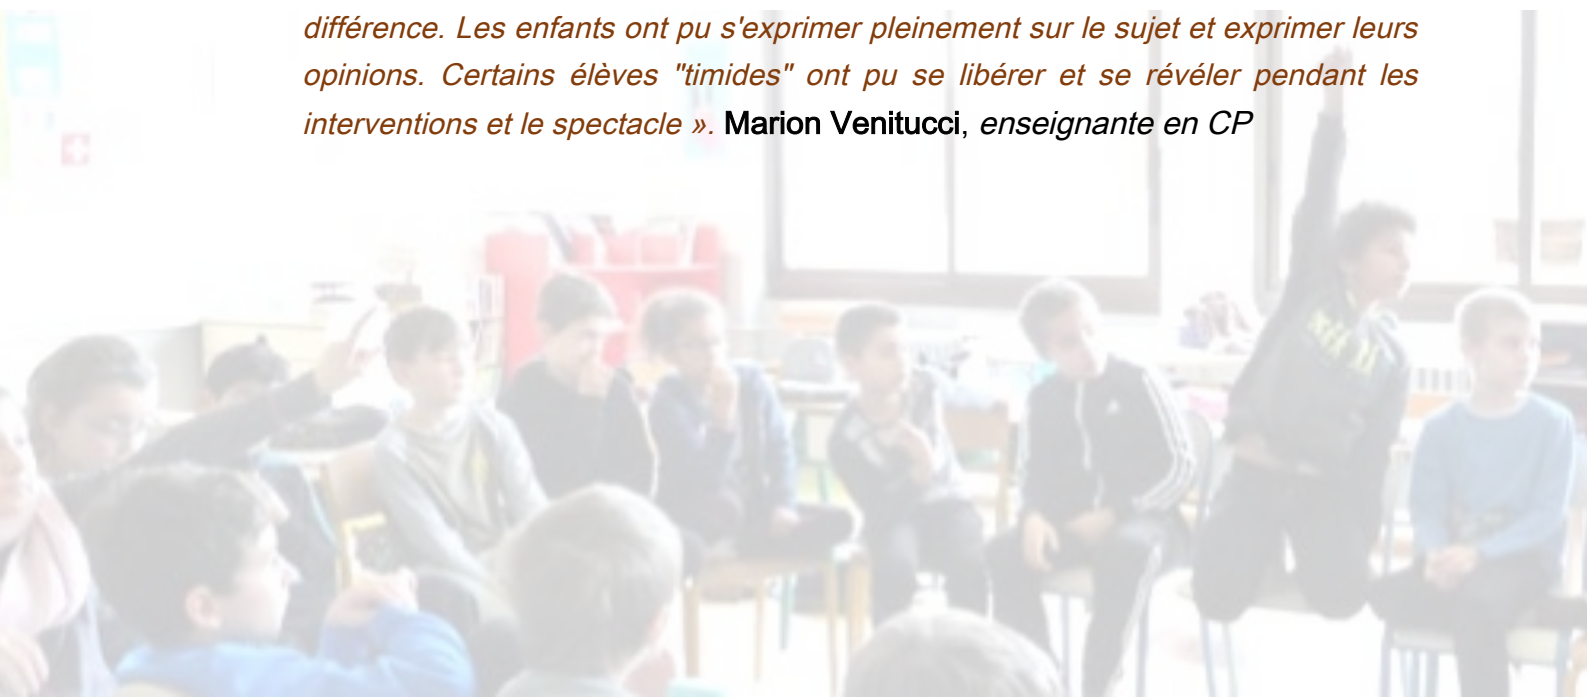 différence. Les enfants ont pu s'exprimer pleinement sur le sujet et exprimer leurs
opinions. Certains élèves "timides" ont pu se libérer et se révéler pendant les
interventions et le spectacle ». Marion Venitucci, enseignante en CP